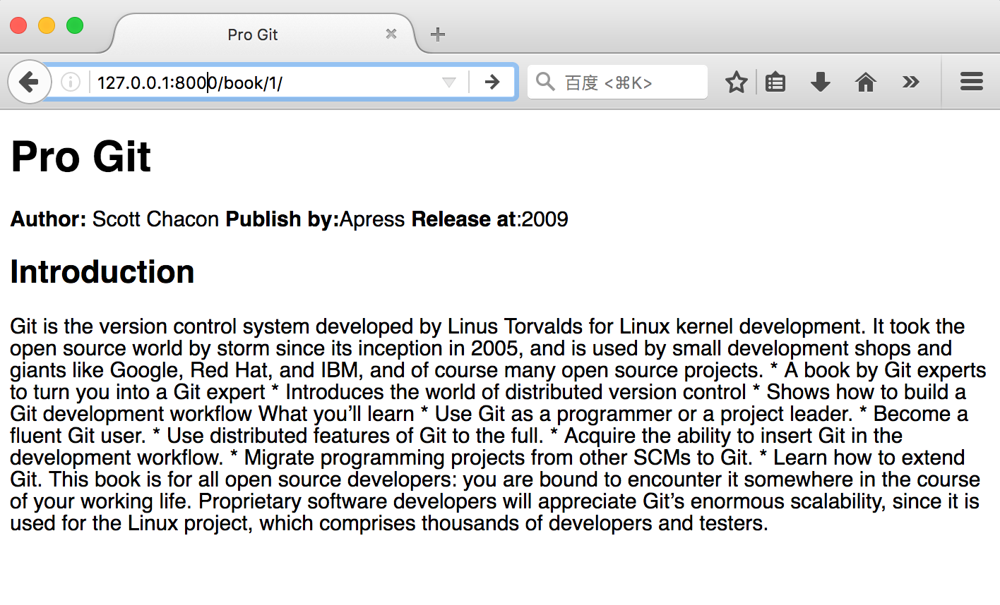 Pro Git
127.0.0.1:8000/book/1/
百度 <⌘K>
Pro Git
Author: Scott Chacon Publish by:Apress Release at:2009
Introduction
Git is the version control system developed by Linus Torvalds for Linux kernel development. It took the
open source world by storm since its inception in 2005, and is used by small development shops and
giants like Google, Red Hat, and IBM, and of course many open source projects. * A book by Git experts
to turn you into a Git expert * Introduces the world of distributed version control * Shows how to build a
Git development workflow What you’ll learn * Use Git as a programmer or a project leader. * Become a
fluent Git user. * Use distributed features of Git to the full. * Acquire the ability to insert Git in the
development workflow. * Migrate programming projects from other SCMs to Git. * Learn how to extend
Git. This book is for all open source developers: you are bound to encounter it somewhere in the course
of your working life. Proprietary software developers will appreciate Git’s enormous scalability, since it is
used for the Linux project, which comprises thousands of developers and testers.